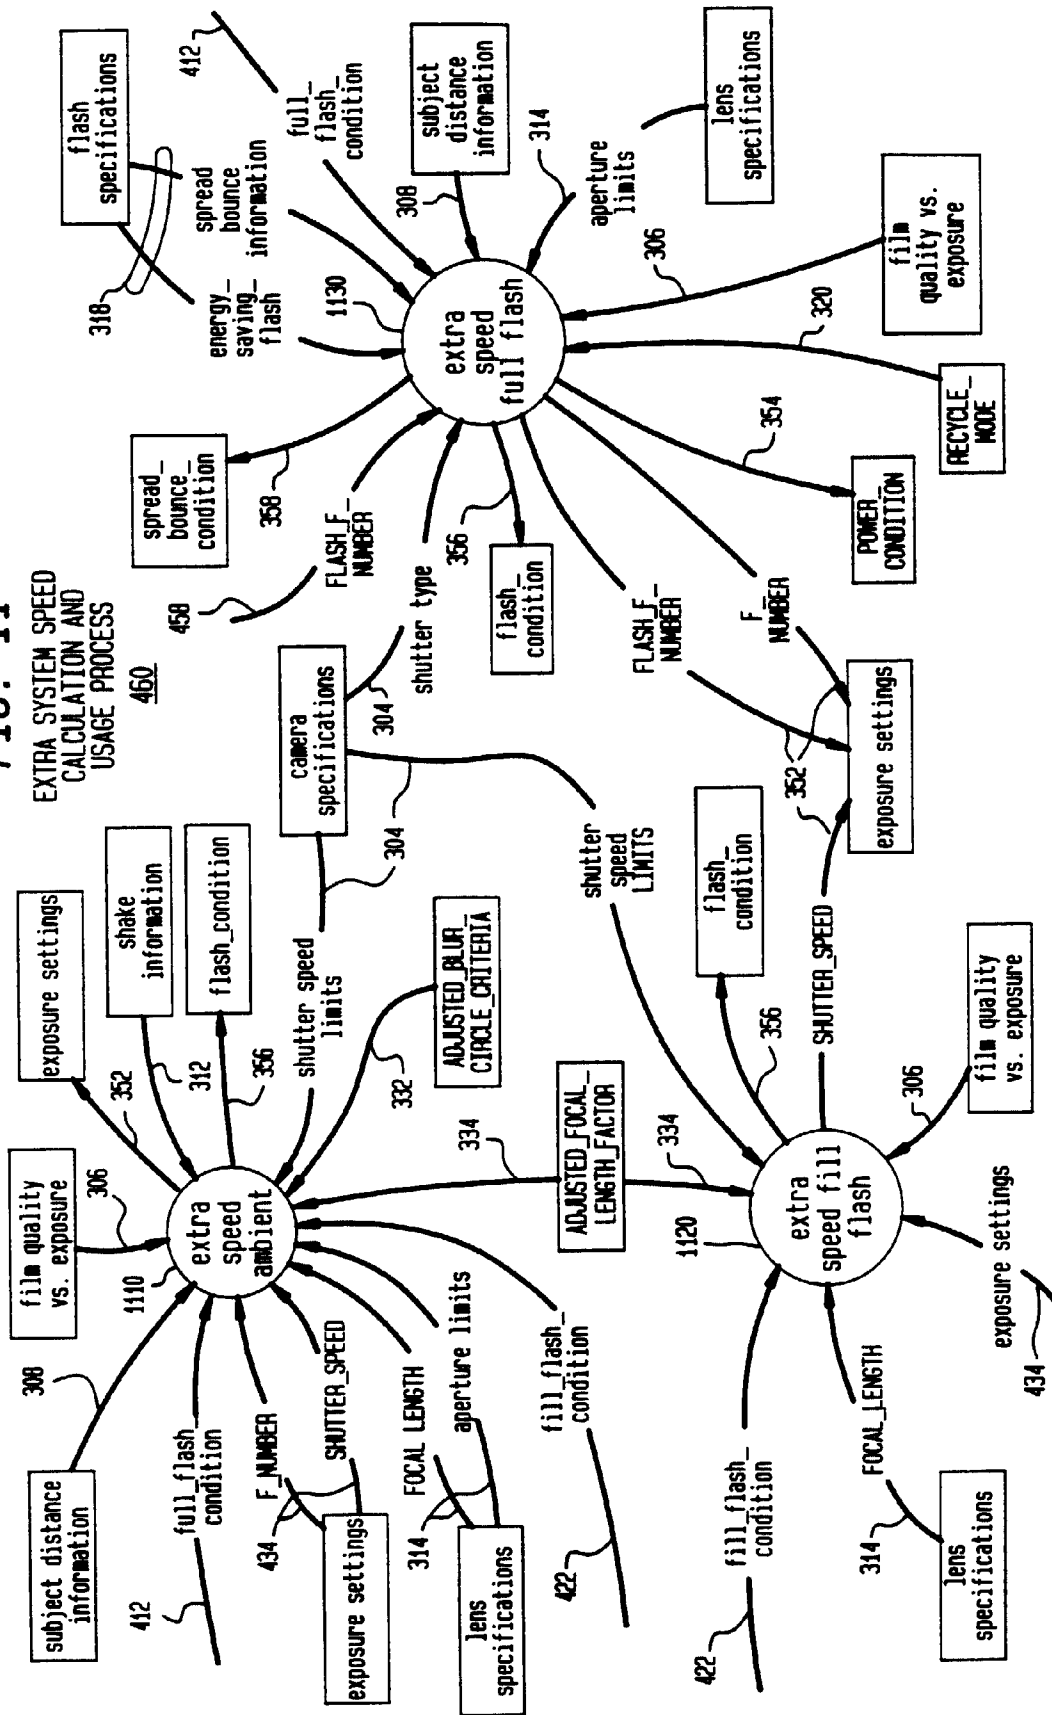 FIG. 11
EXTRA SYSTEM SPEED
CALCULATION AND
USAGE PROCESS
460
subject distance
information
308
film quality
vs. exposure
306
exposure settings
352
shake
information
312
flash_condition
356
412
full_flash_
condition
1110
extra
speed
ambient
F_NUMBER
434
SHUTTER_SPEED
exposure settings
FOCAL LENGTH
314
aperture limits
lens
specifications
fill_flash_
condition
422
shutter speed
limits
304
camera
specifications
304
304
shutter type
332
ADJUSTED_BLUR_
CIRCLE_CRITERIA
334
ADJUSTED_FOCAL_
LENGTH_FACTOR
334
shutter
speed
LIMITS
422
fill_flash_
condition
1120
extra
speed fill
flash
314
FOCAL_LENGTH
lens
specifications
exposure settings
434
306
film quality
vs. exposure
356
flash_
condition
SHUTTER_SPEED
352
exposure settings
flash
specifications
318
energy_
saving_
flash
spread
bounce
information
full_
flash_
condition
412
spread_
bounce_
condition
358
1130
extra
speed
full flash
458
FLASH_F_
NUMBER
356
flash_
condition
308
subject
distance
information
314
aperture
limits
lens
specifications
FLASH_F_
NUMBER
F_
NUMBER
354
POWER_
CONDITION
320
RECYCLE_
MODE
306
film
quality vs.
exposure